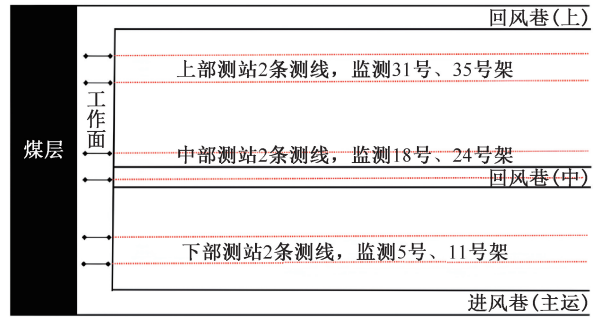 回风巷(上)
上部测站2条测线，监测31号、35号架
工作面
煤层
中部测站2条测线，监测18号、24号架
回风巷(中)
下部测站2条测线，监测5号、11号架
进风巷(主运)